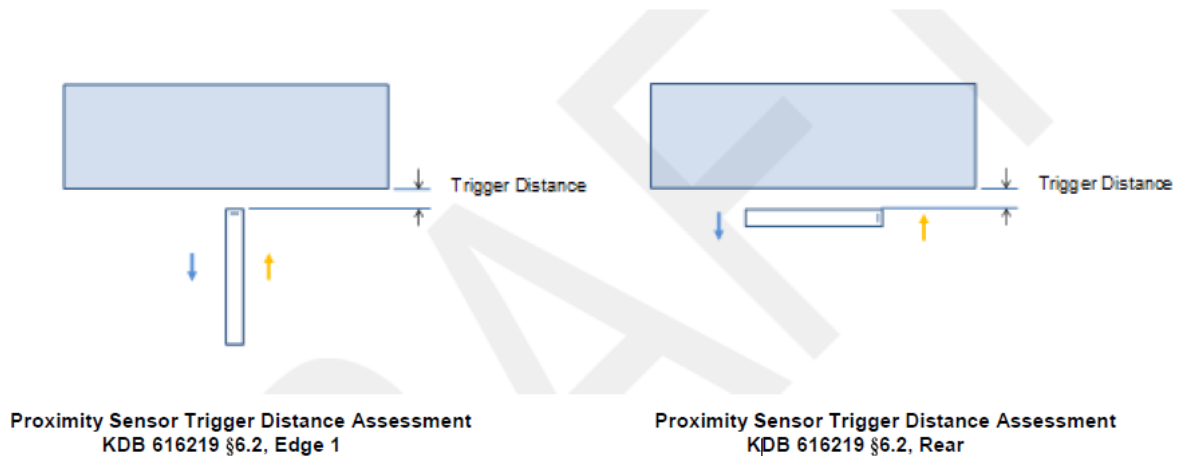 Trigger Distance
Trigger Distance
Proximity Sensor Trigger Distance Assessment
KDB 616219 §6.2, Edge 1
Proximity Sensor Trigger Distance Assessment
KDB 616219 §6.2, Rear